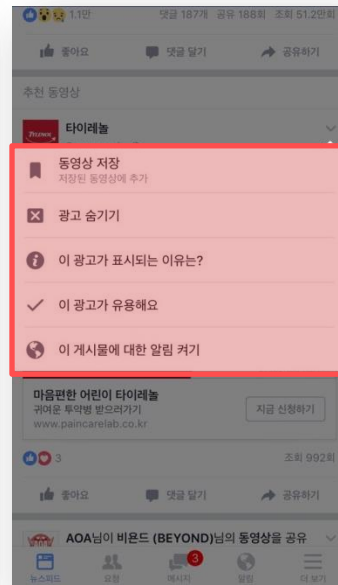 1.1만 댓글 187개 공유 188회 조회 51.2만회
좋아요 댓글 달기 공유하기
추천 동영상
TYLENOL 타이레놀
동영상 저장
저장된 동영상에 추가
광고 숨기기
이 광고가 표시되는 이유는?
이 광고가 유용해요
이 게시물에 대한 알림 켜기
마음편한 어린이 타이레놀
귀여운 투약병 받으러가기
www.paincarelab.co.kr
지금 신청하기
3 조회 992회
좋아요 댓글 달기 공유하기
AOA님이 비욘드 (BEYOND)님의 동영상을 공유
3
뉴스피드 요청 메시지 알림 더 보기